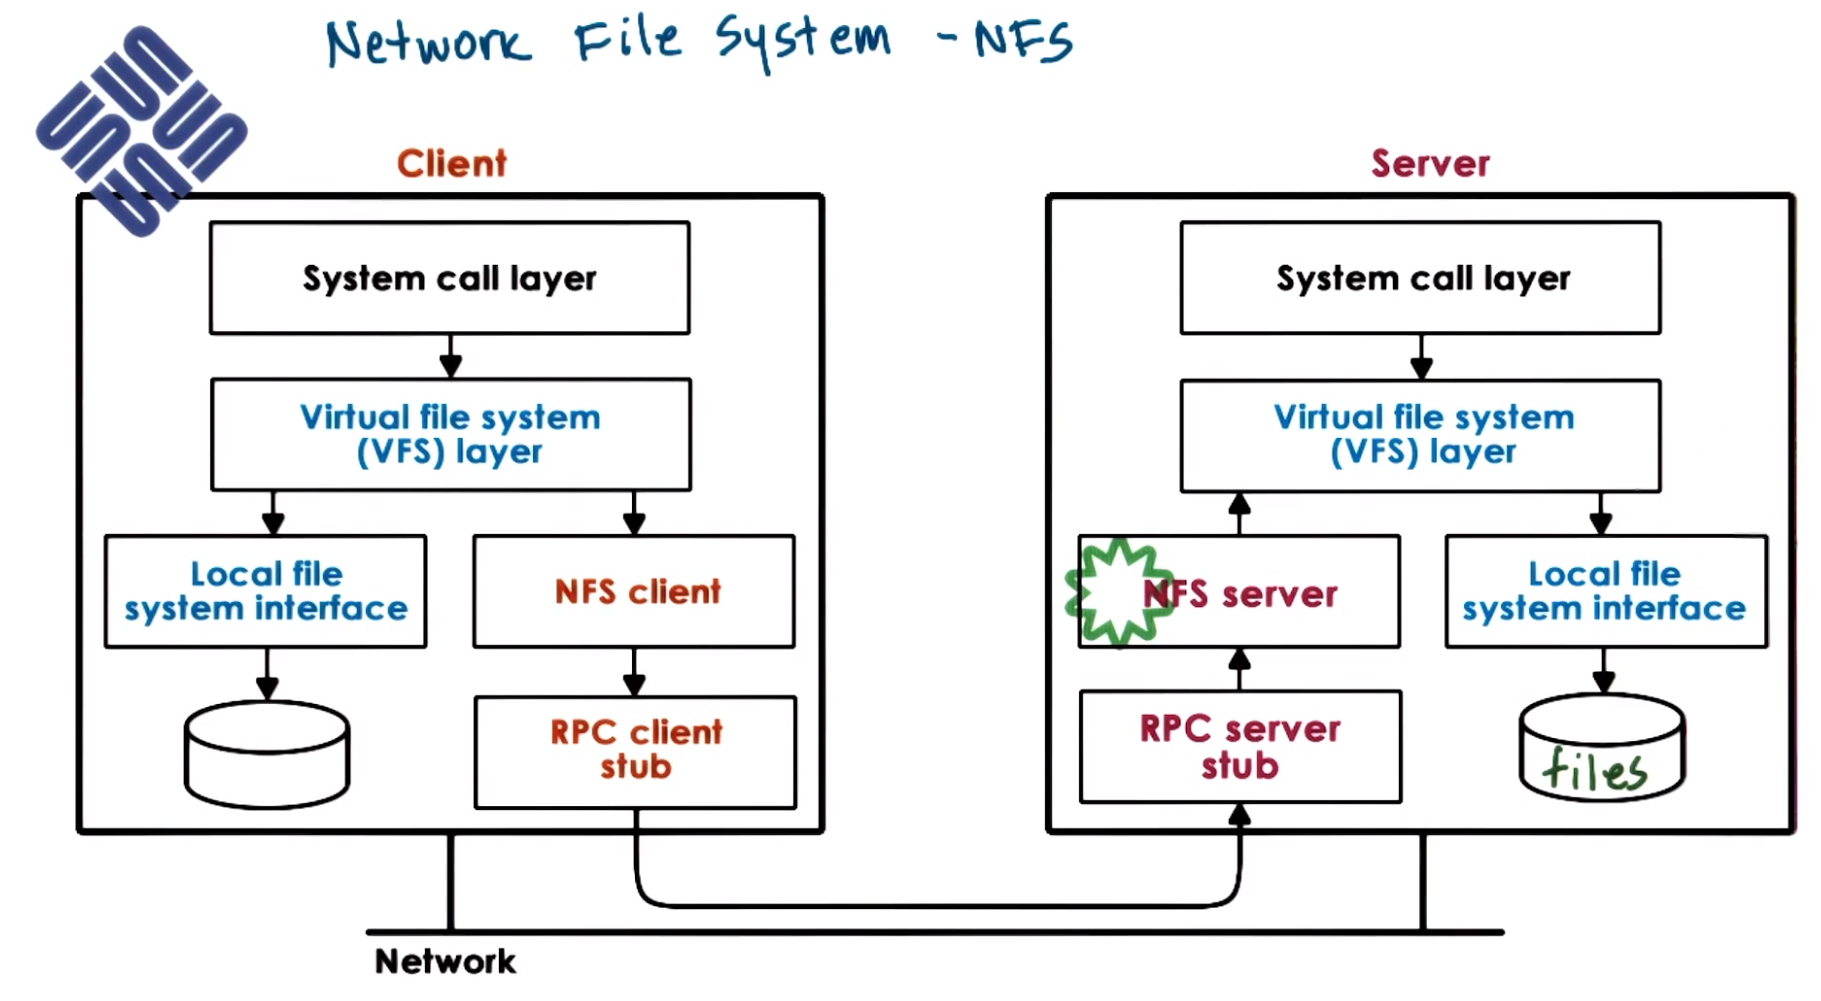 Network File System - NFS
Sun
Client
System call layer
Virtual file system
(VFS) layer
Local file
system interface
NFS client
RPC client
stub
Server
System call layer
Virtual file system
(VFS) layer
NFS server
Local file
system interface
RPC server
stub
files
Network